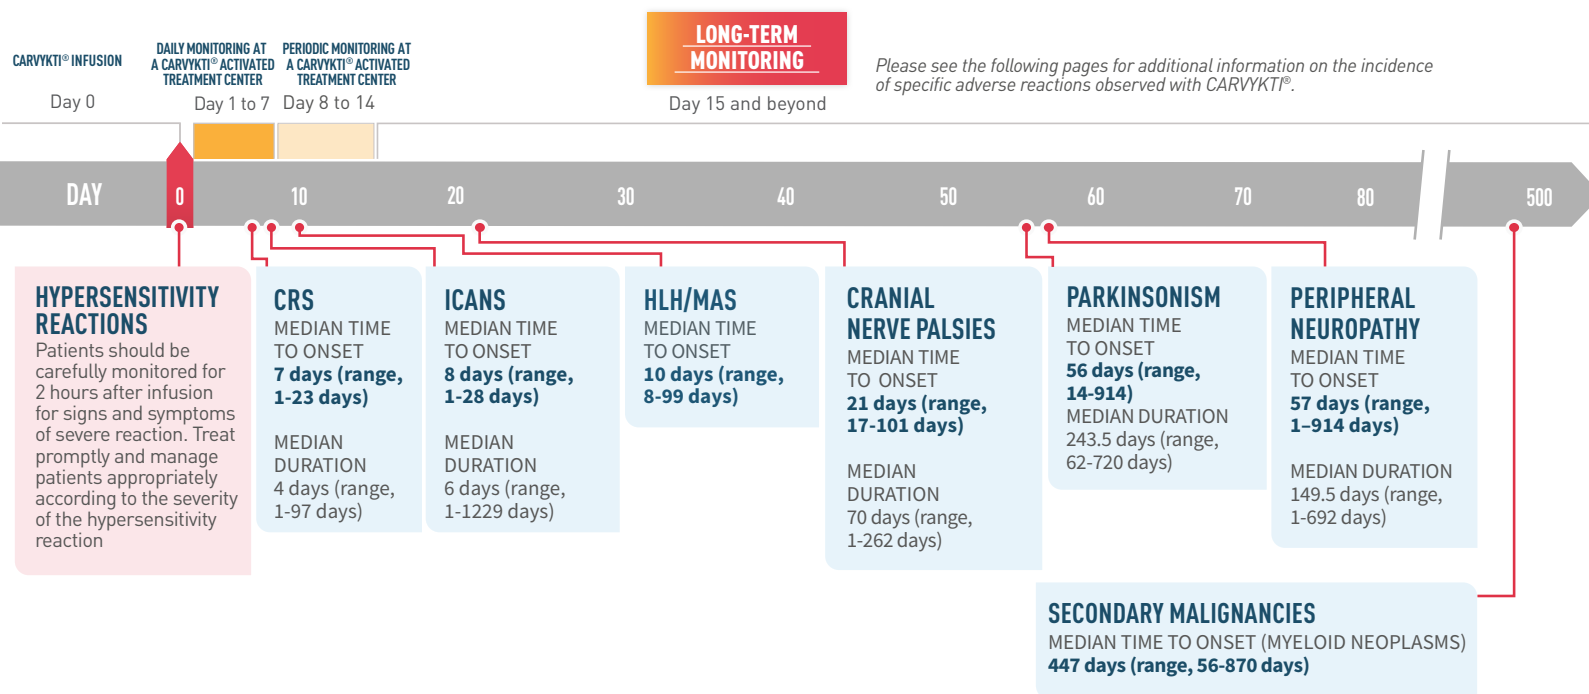 CARVYKTI® INFUSION
Day 0
DAILY MONITORING AT
A CARVYKTI® ACTIVATED
TREATMENT CENTER
Day 1 to 7
PERIODIC MONITORING AT
A CARVYKTI® ACTIVATED
TREATMENT CENTER
Day 8 to 14
LONG-TERM
MONITORING
Day 15 and beyond
Please see the following pages for additional information on the incidence
of specific adverse reactions observed with CARVYKTI®.
DAY 0 10 20 30 40 50 60 70 80 500
HYPERSENSITIVITY
REACTIONS
Patients should be
carefully monitored for
2 hours after infusion
for signs and symptoms
of severe reaction. Treat
promptly and manage
patients appropriately
according to the severity
of the hypersensitivity
reaction
CRS
MEDIAN TIME
TO ONSET
7 days (range,
1-23 days)
MEDIAN
DURATION
4 days (range,
1-97 days)
ICANS
MEDIAN TIME
TO ONSET
8 days (range,
1-28 days)
MEDIAN
DURATION
6 days (range,
1-1229 days)
HLH/MAS
MEDIAN TIME
TO ONSET
10 days (range,
8-99 days)
CRANIAL
NERVE PALSIES
MEDIAN TIME
TO ONSET
21 days (range,
17-101 days)
MEDIAN
DURATION
70 days (range,
1-262 days)
PARKINSONISM
MEDIAN TIME
TO ONSET
56 days (range,
14-914)
MEDIAN DURATION
243.5 days (range,
62-720 days)
PERIPHERAL
NEUROPATHY
MEDIAN TIME
TO ONSET
57 days (range,
1–914 days)
MEDIAN DURATION
149.5 days (range,
1-692 days)
SECONDARY MALIGNANCIES
MEDIAN TIME TO ONSET (MYELOID NEOPLASMS)
447 days (range, 56-870 days)